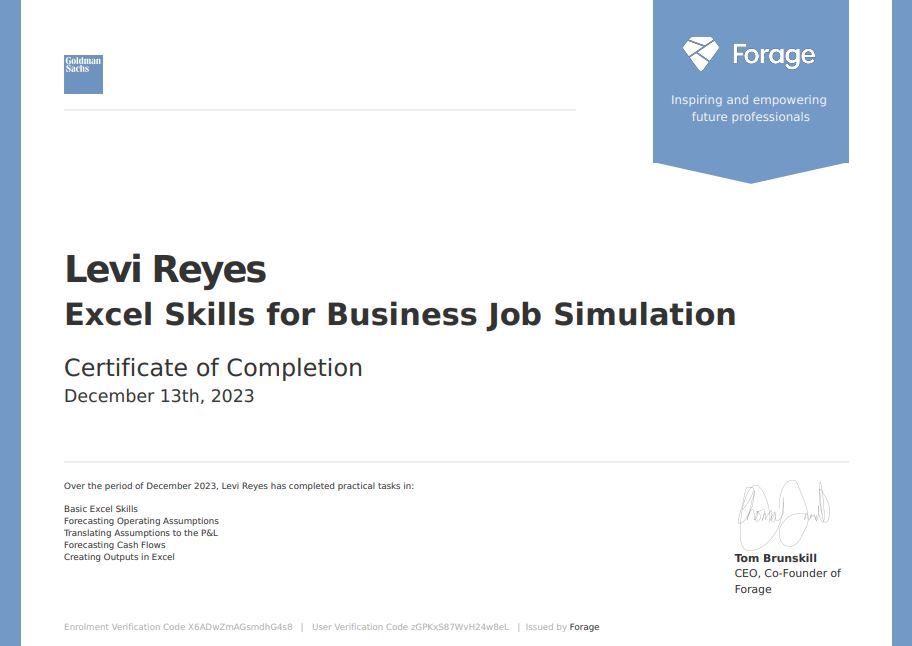 Goldman
Sachs
Forage
Inspiring and empowering
future professionals
Levi Reyes
Excel Skills for Business Job Simulation
Certificate of Completion
December 13th, 2023
Over the period of December 2023, Levi Reyes has completed practical tasks in:
Basic Excel Skills
Forecasting Operating Assumptions
Translating Assumptions to the P&L
Forecasting Cash Flows
Creating Outputs in Excel
Tom Brunskill
CEO, Co-Founder of
Forage
Enrolment Verification Code X6ADwZmAGsmdhG4s8 | User Verification Code zGPKxS87WvH24w8eL | Issued by Forage